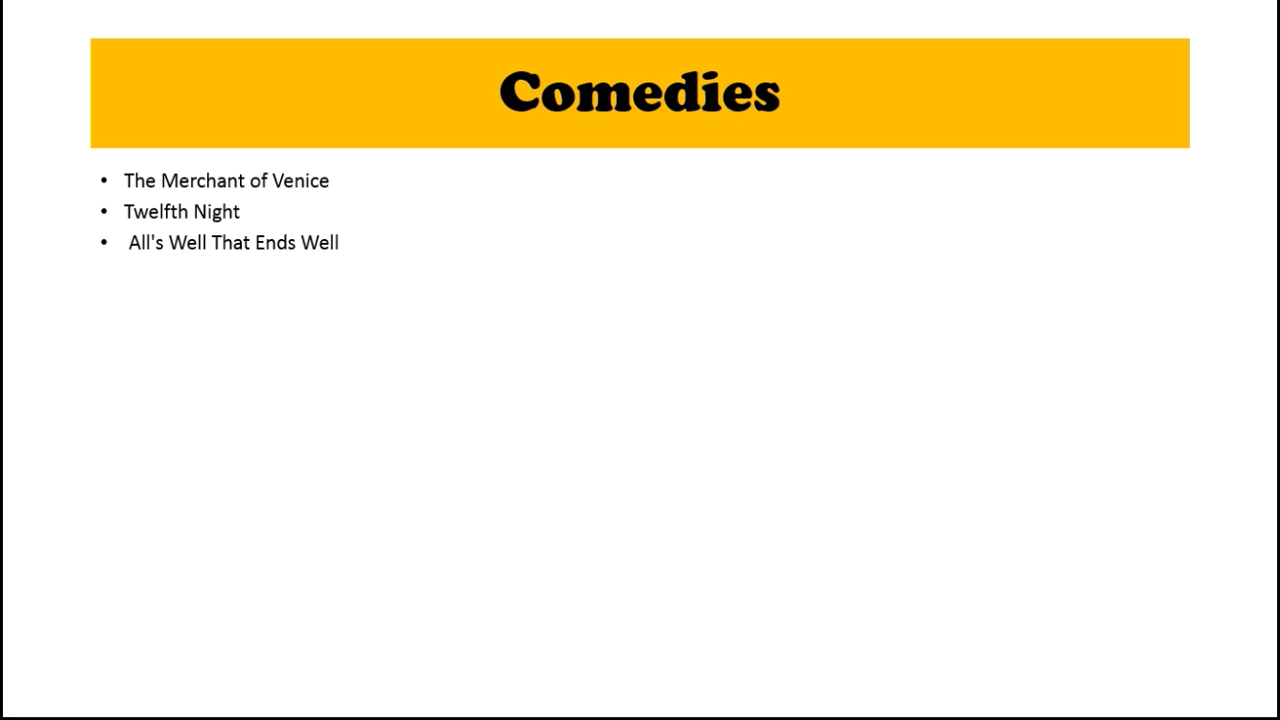 Comedies
• The Merchant of Venice
• Twelfth Night
• All's Well That Ends Well